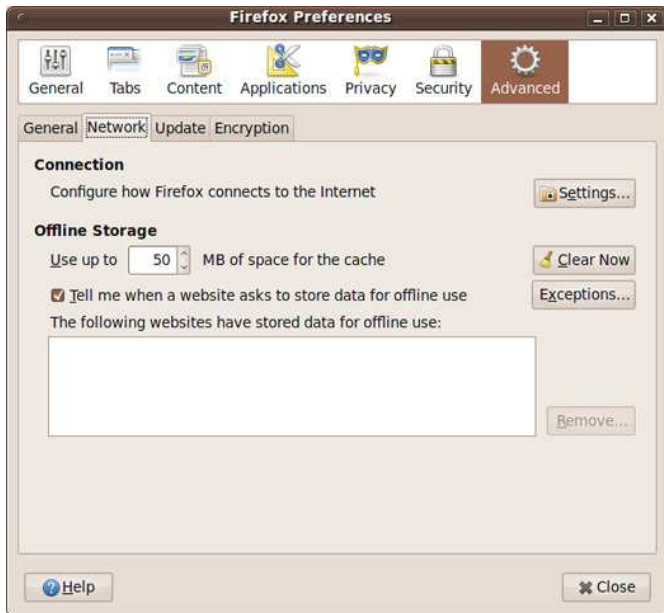 Firefox Preferences
General Tabs Content Applications Privacy Security Advanced
General Network Update Encryption
Connection
Configure how Firefox connects to the Internet Settings...
Offline Storage
Use up to 50 MB of space for the cache Clear Now
Tell me when a website asks to store data for offline use Exceptions...
The following websites have stored data for offline use:
Remove...
Help Close